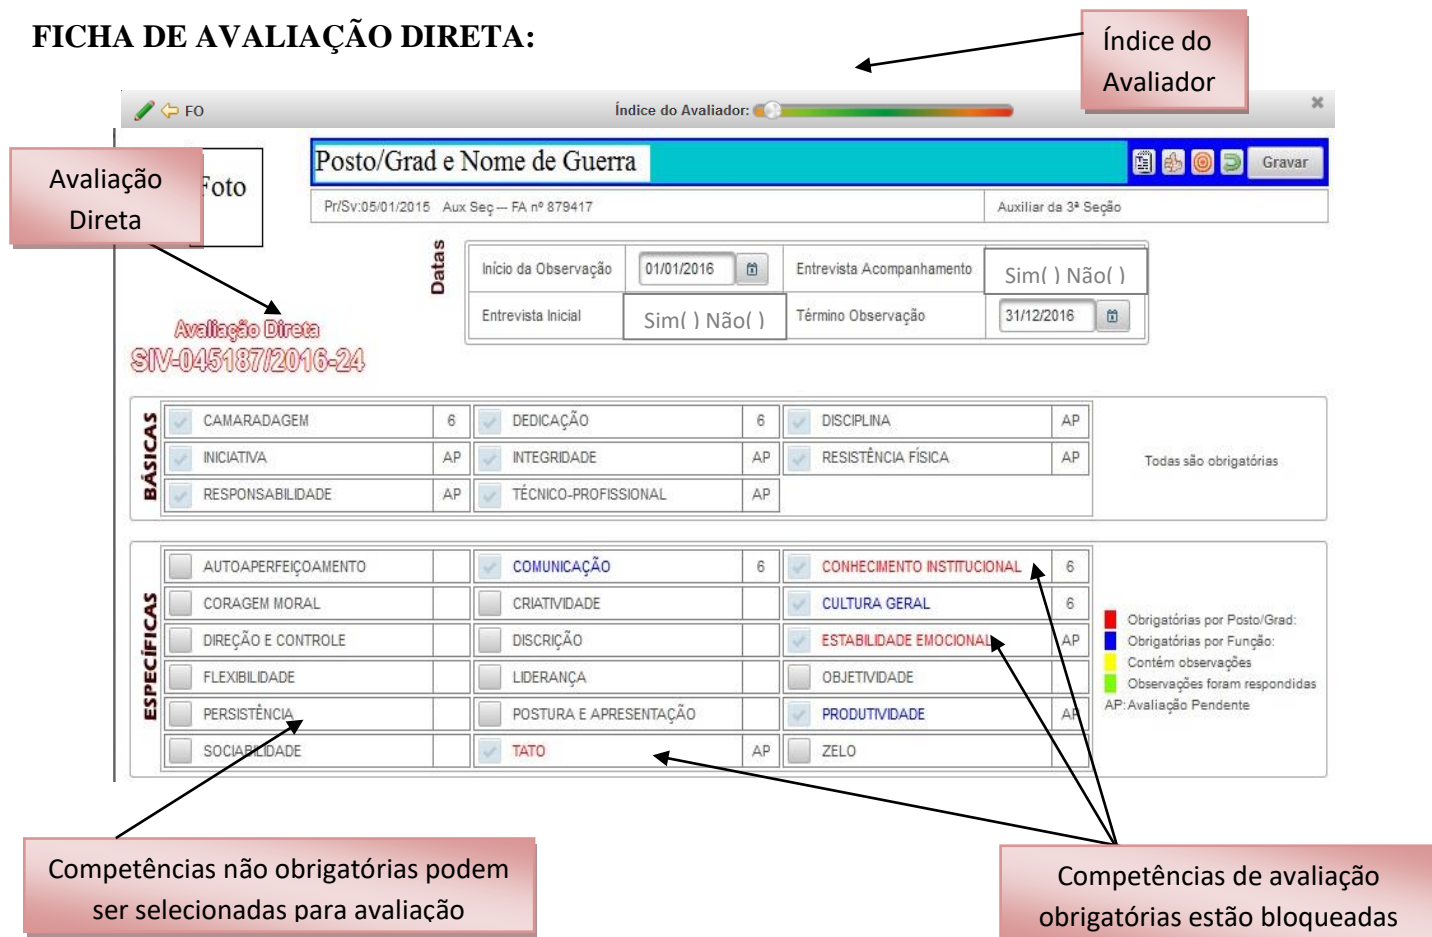 FICHA DE AVALIAÇÃO DIRETA:
Índice do
Avaliador
FO
Índice do Avaliador:
Avaliação
Direta
Foto
Posto/Grad e Nome de Guerra
Gravar
Pr/Sv:05/01/2015 Aux Seç -- FA nº 879417
Auxiliar da 3ª Seção
Datas
Início da Observação 01/01/2016 Entrevista Acompanhamento Sim( ) Não( )
Entrevista Inicial Sim( ) Não( ) Término Observação 31/12/2016
Avaliação Direta
SIV-045187/2016-24
BÁSICAS
CAMARADAGEM 6 DEDICAÇÃO 6 DISCIPLINA AP
INICIATIVA AP INTEGRIDADE AP RESISTÊNCIA FÍSICA AP
RESPONSABILIDADE AP TÉCNICO-PROFISSIONAL AP
Todas são obrigatórias
ESPECÍFICAS
AUTOAPERFEIÇOAMENTO COMUNICAÇÃO 6 CONHECIMENTO INSTITUCIONAL 6
CORAGEM MORAL CRIATIVIDADE CULTURA GERAL 6
DIREÇÃO E CONTROLE DISCRIÇÃO ESTABILIDADE EMOCIONAL AP
FLEXIBILIDADE LIDERANÇA OBJETIVIDADE
PERSISTÊNCIA POSTURA E APRESENTAÇÃO PRODUTIVIDADE AP
SOCIABILIDADE TATO AP ZELO
Obrigatórias por Posto/Grad:
Obrigatórias por Função:
Contém observações
Observações foram respondidas
AP:Avaliação Pendente
Competências não obrigatórias podem
ser selecionadas para avaliação
Competências de avaliação
obrigatórias estão bloqueadas